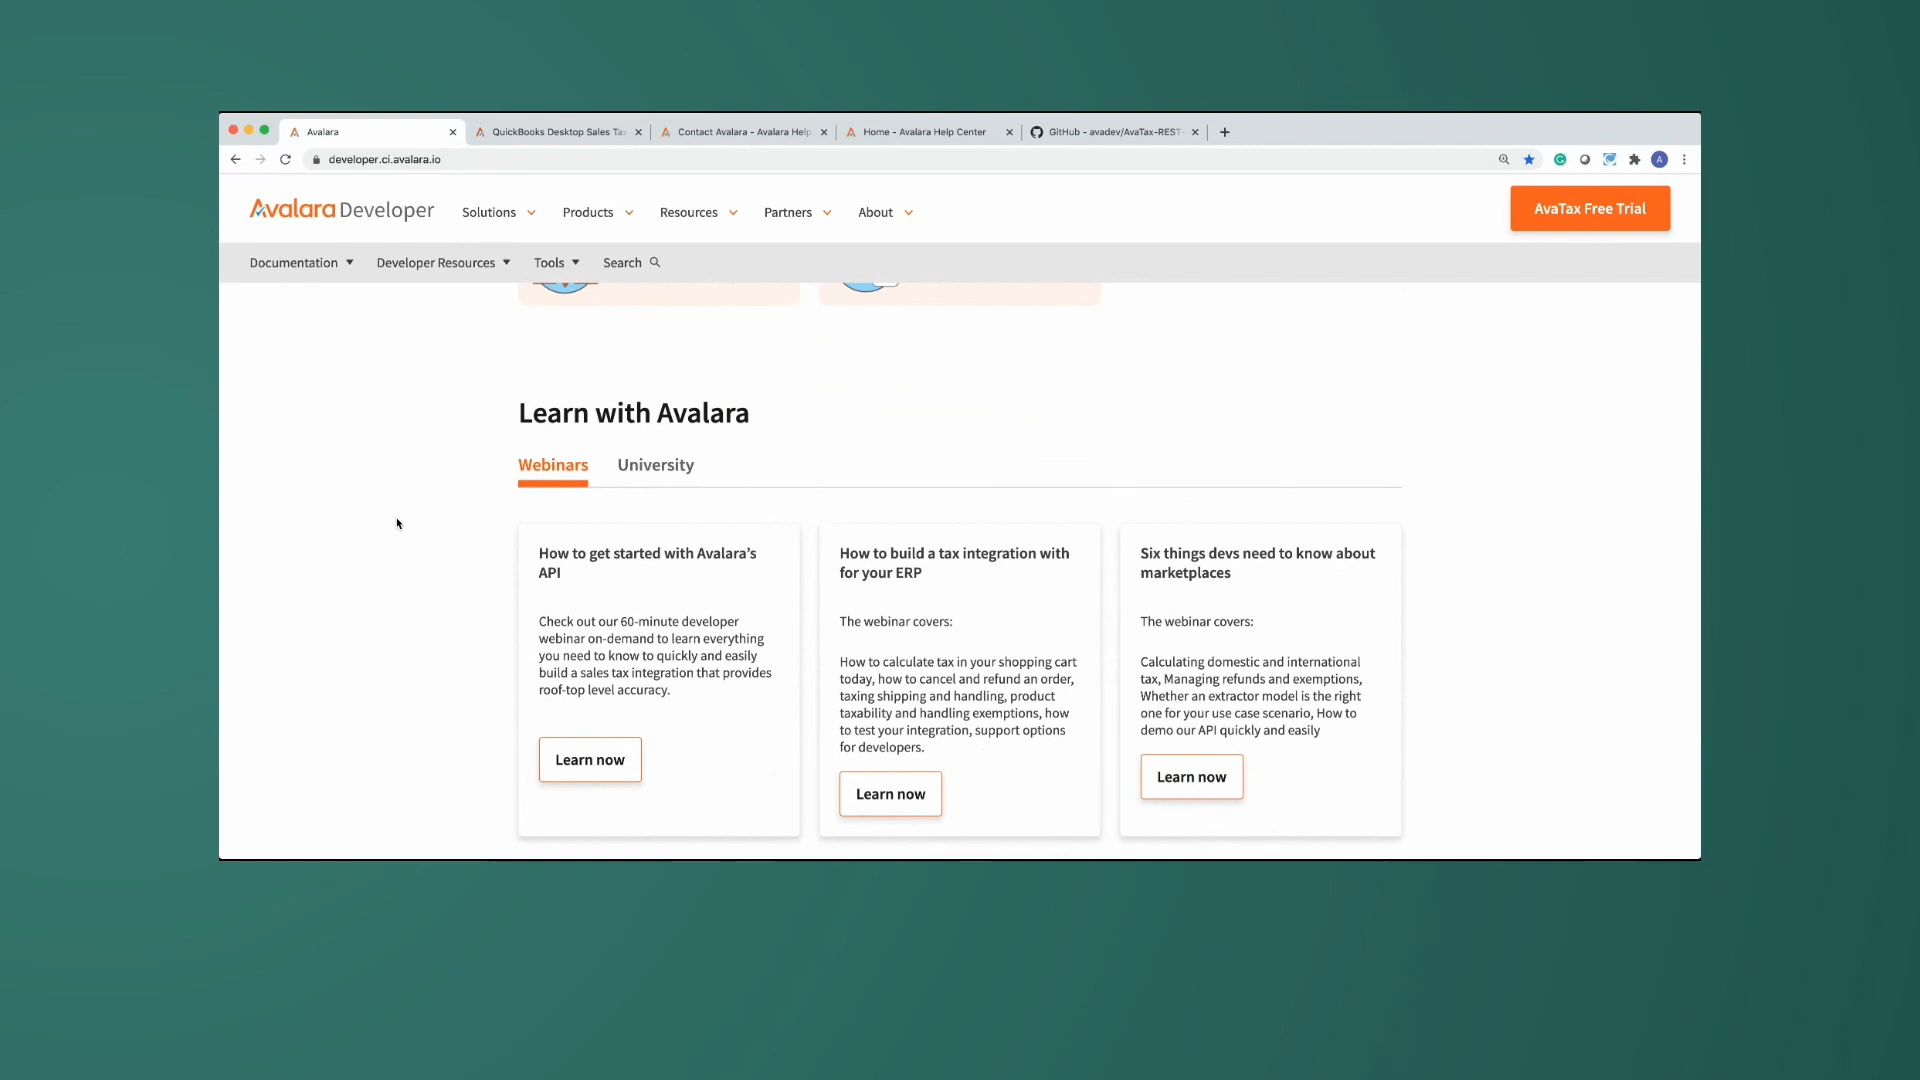 Avalara
QuickBooks Desktop Sales Tax
Contact Avalara - Avalara Help
Home - Avalara Help Center
GitHub - avadev/AvaTax-REST-
developer.ci.avalara.io
A
Avalara Developer
Solutions
Products
Resources
Partners
About
AvaTax Free Trial
Documentation
Developer Resources
Tools
Search
Learn with Avalara
Webinars
University
How to get started with Avalara's
API
Check out our 60-minute developer
webinar on-demand to learn everything
you need to know to quickly and easily
build a sales tax integration that provides
roof-top level accuracy.
Learn now
How to build a tax integration with
for your ERP
The webinar covers:
How to calculate tax in your shopping cart
today, how to cancel and refund an order,
taxing shipping and handling, product
taxability and handling exemptions, how
to test your integration, support options
for developers.
Learn now
Six things devs need to know about
marketplaces
The webinar covers:
Calculating domestic and international
tax, Managing refunds and exemptions,
Whether an extractor model is the right
one for your use case scenario, How to
demo our API quickly and easily
Learn now